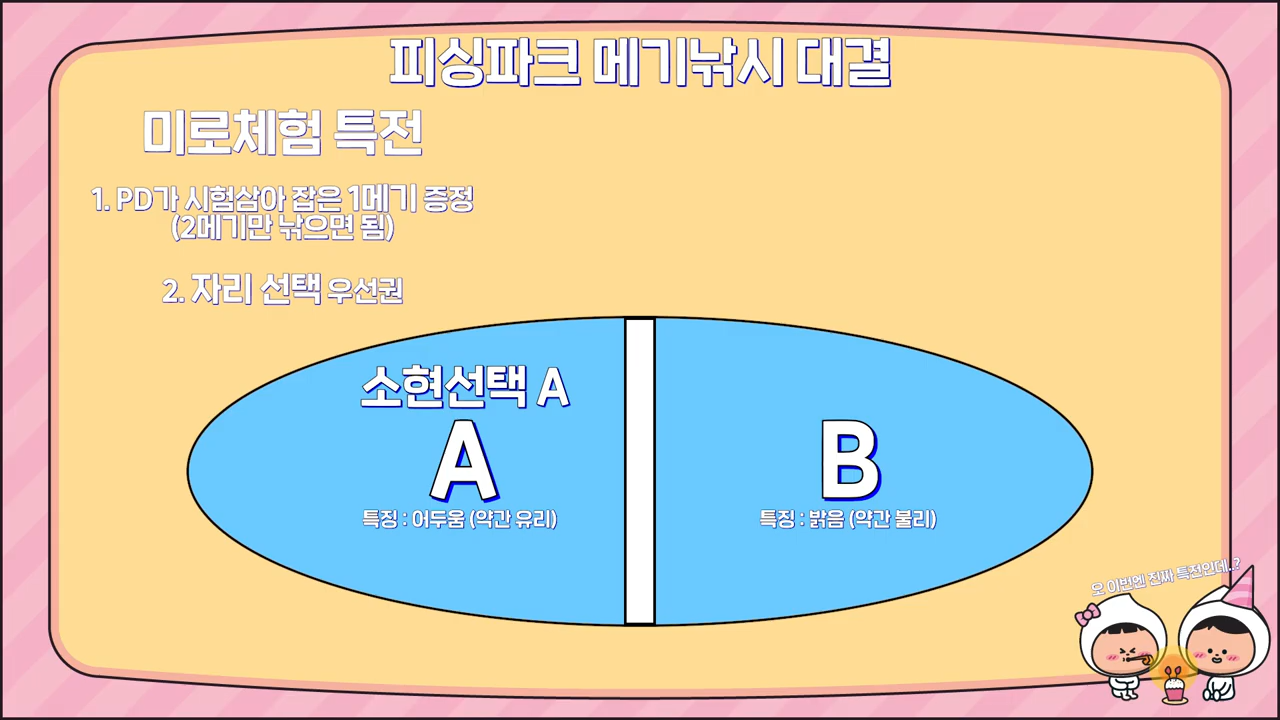 피싱파크 메기낚시 대결
미로체험 특전
1. PD가 시험삼아 잡은 1메기 증정
(2메기만 낚으면 됨)
2. 자리 선택 우선권
소현선택 A
A
특징 : 어두움 (약간 유리)
B
특징 : 밝음 (약간 불리)
오 이번엔 진짜 특전인데..?